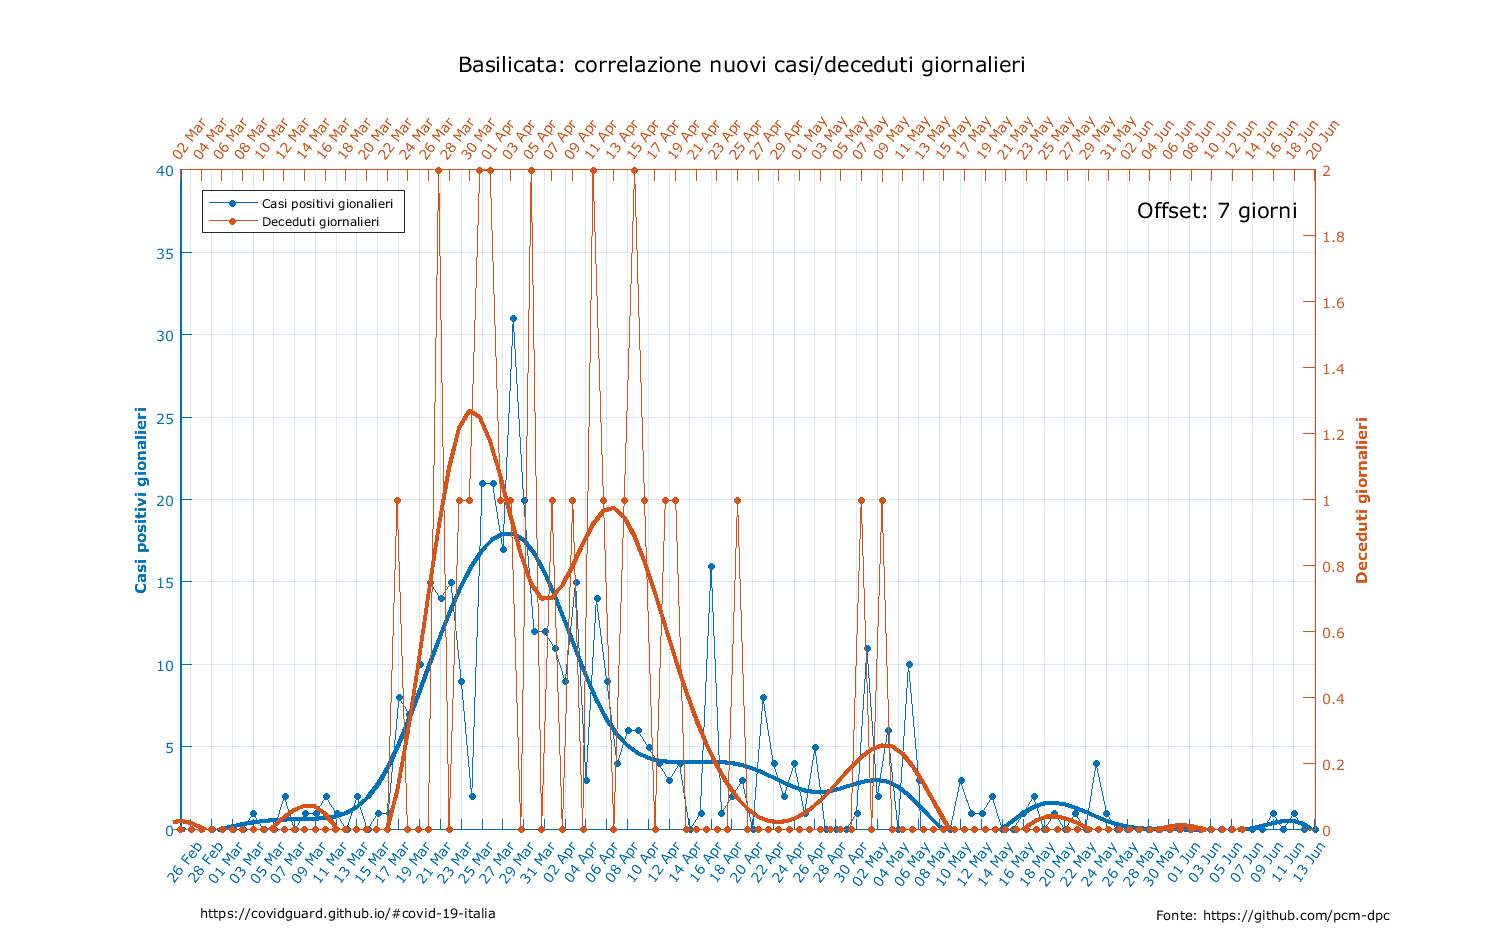 Basilicata: correlazione nuovi casi/deceduti giornalieri
02 Mar 04 Mar 06 Mar 08 Mar 10 Mar 12 Mar 14 Mar 16 Mar 18 Mar 20 Mar 22 Mar 24 Mar 26 Mar 28 Mar 30 Mar 01 Apr 03 Apr 05 Apr 07 Apr 09 Apr 11 Apr 13 Apr 15 Apr 17 Apr 19 Apr 21 Apr 23 Apr 25 Apr 27 Apr 29 Apr 01 May 03 May 05 May 07 May 09 May 11 May 13 May 15 May 17 May 19 May 21 May 23 May 25 May 27 May 29 May 31 May 02 Jun 04 Jun 06 Jun 08 Jun 10 Jun 12 Jun 14 Jun 16 Jun 18 Jun 20 Jun
Casi positivi gionalieri
Deceduti giornalieri
Offset: 7 giorni
40
35
30
25
20
15
10
5
0
Casi positivi gionalieri
2
1.8
1.6
1.4
1.2
1
0.8
0.6
0.4
0.2
0
Deceduti giornalieri
26 Feb 28 Feb 01 Mar 03 Mar 05 Mar 07 Mar 09 Mar 11 Mar 13 Mar 15 Mar 17 Mar 19 Mar 21 Mar 23 Mar 25 Mar 27 Mar 29 Mar 31 Mar 02 Apr 04 Apr 06 Apr 08 Apr 10 Apr 12 Apr 14 Apr 16 Apr 18 Apr 20 Apr 22 Apr 24 Apr 26 Apr 28 Apr 30 Apr 02 May 04 May 06 May 08 May 10 May 12 May 14 May 16 May 18 May 20 May 22 May 24 May 26 May 28 May 30 May 01 Jun 03 Jun 05 Jun 07 Jun 09 Jun 11 Jun 13 Jun
https://covidguard.github.io/#covid-19-italia
Fonte: https://github.com/pcm-dpc